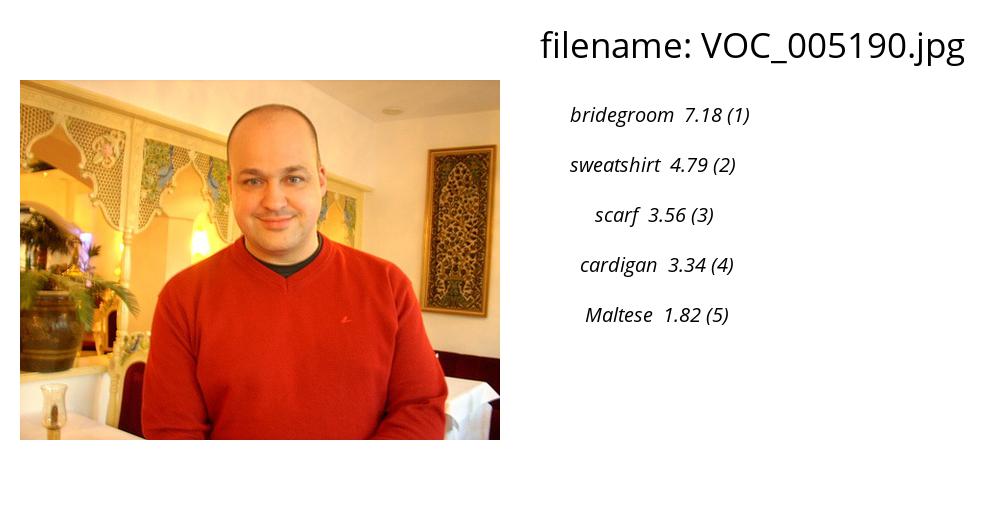 filename: VOC_005190.jpg
bridegroom 7.18 (1)
sweatshirt 4.79 (2)
scarf 3.56 (3)
cardigan 3.34 (4)
Maltese 1.82 (5)